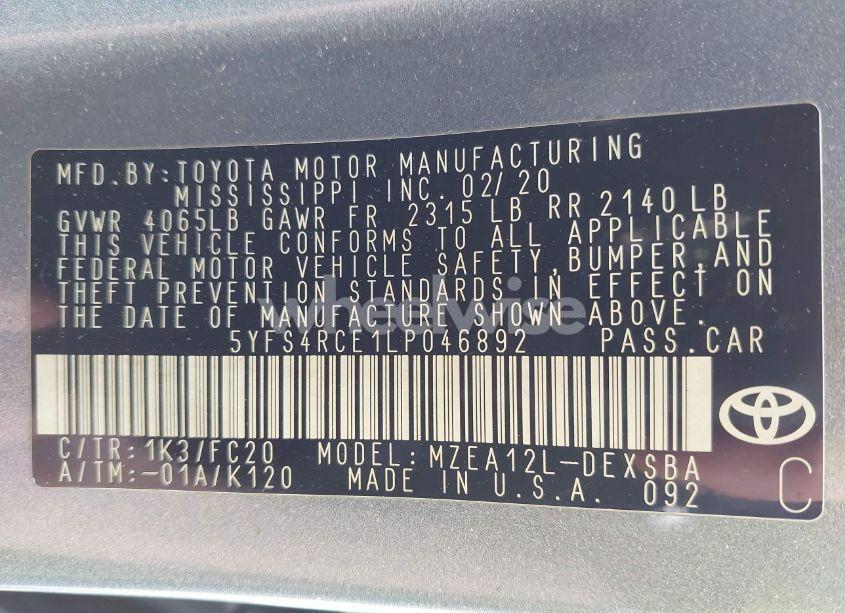 MFD.BY:TOYOTA MOTOR MANUFACTURING
MISSISSIPPI INC. 02/20
GVWR 4065LB GAWR FR 2315 LB RR 2140 LB
THIS VEHICLE CONFORMS TO ALL APPLICABLE
FEDERAL MOTOR VEHICLE SAFETY,BUMPER,AND
THEFT PREVENTION STANDARDS IN EFFECT ON
THE DATE OF MANUFACTURE SHOWN ABOVE.
wheelwise
5YFS4RCE1LP046892 PASS.CAR
C/TR:1K3/FC20 MODEL:MZEA12L-DEXSBA
A/TM:-01A/K120 MADE IN U.S.A. 092
C